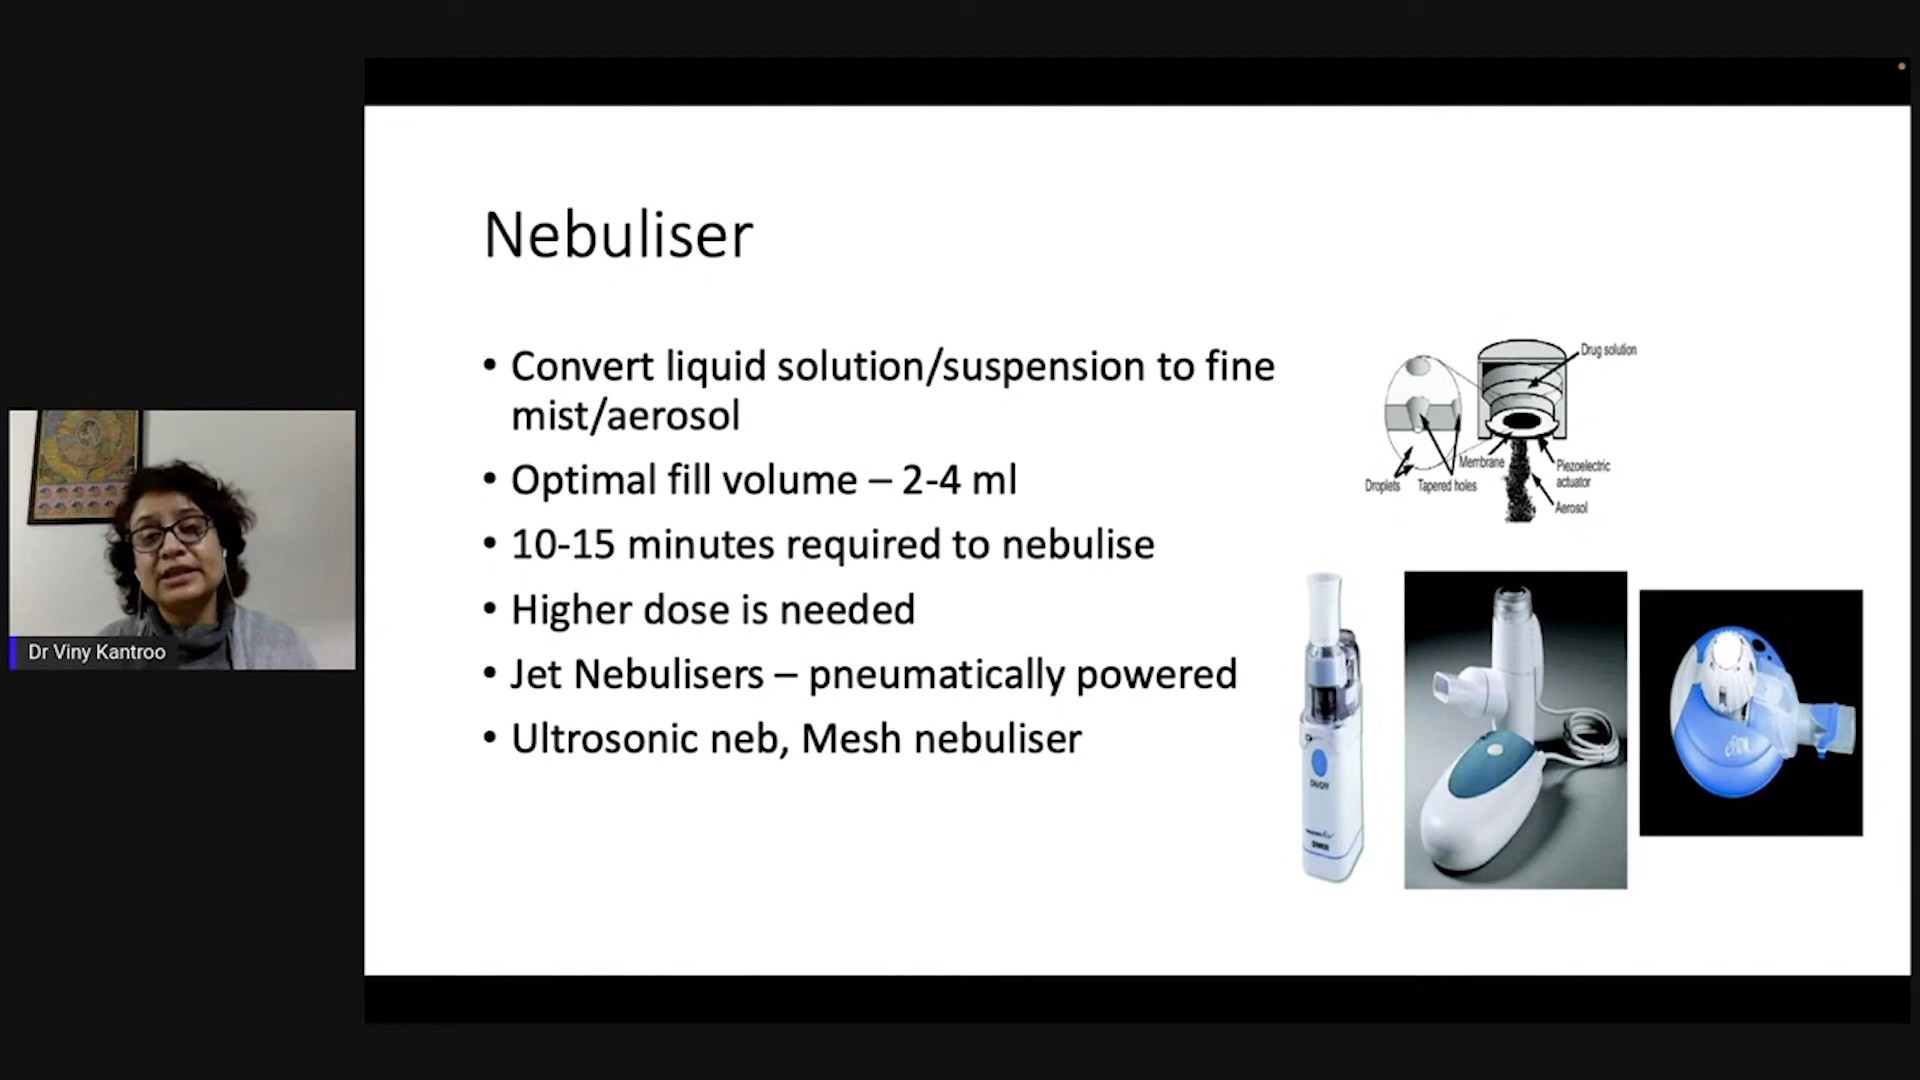 Nebuliser
• Convert liquid solution/suspension to fine
mist/aerosol
• Optimal fill volume – 2-4 ml
• 10-15 minutes required to nebulise
• Higher dose is needed
• Jet Nebulisers – pneumatically powered
• Ultrosonic neb, Mesh nebuliser
Drug solution
Membrane
Piezoelectric
actuator
Droplets
Tapered holes
Aerosol
ON/OFF
Dr Viny Kantroo